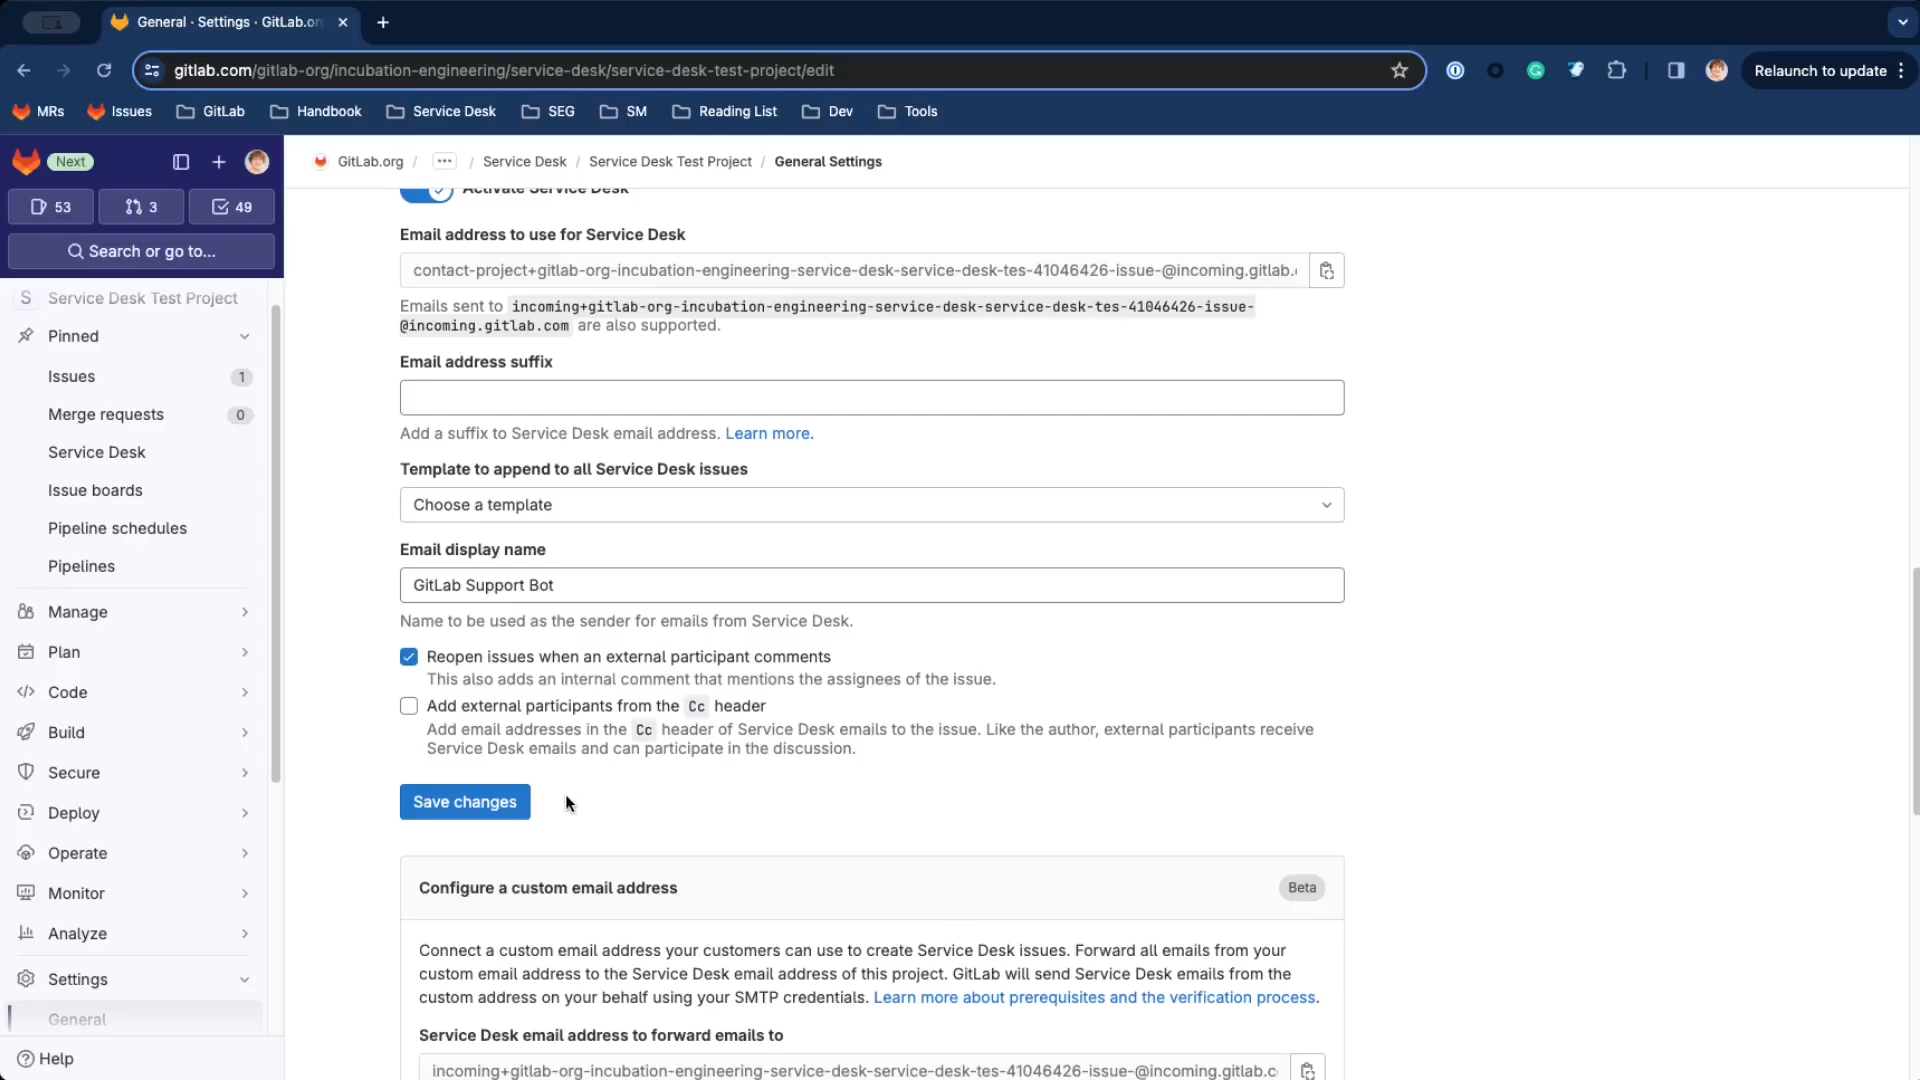 General · Settings · GitLab.or
gitlab.com/gitlab-org/incubation-engineering/service-desk/service-desk-test-project/edit
Relaunch to update
MRs
Issues
GitLab
Handbook
Service Desk
SEG
SM
Reading List
Dev
Tools
Next
53
3
49
Search or go to...
S Service Desk Test Project
Pinned
Issues 1
Merge requests 0
Service Desk
Issue boards
Pipeline schedules
Pipelines
Manage
Plan
Code
Build
Secure
Deploy
Operate
Monitor
Analyze
Settings
General
Help
GitLab.org / ... / Service Desk / Service Desk Test Project / General Settings
Activate Service Desk
Email address to use for Service Desk
contact-project+gitlab-org-incubation-engineering-service-desk-service-desk-tes-41046426-issue-@incoming.gitlab.
Emails sent to incoming+gitlab-org-incubation-engineering-service-desk-service-desk-tes-41046426-issue-
@incoming.gitlab.com are also supported.
Email address suffix
Add a suffix to Service Desk email address. Learn more.
Template to append to all Service Desk issues
Choose a template
Email display name
GitLab Support Bot
Name to be used as the sender for emails from Service Desk.
Reopen issues when an external participant comments
This also adds an internal comment that mentions the assignees of the issue.
Add external participants from the Cc header
Add email addresses in the Cc header of Service Desk emails to the issue. Like the author, external participants receive
Service Desk emails and can participate in the discussion.
Save changes
Configure a custom email address
Beta
Connect a custom email address your customers can use to create Service Desk issues. Forward all emails from your
custom email address to the Service Desk email address of this project. GitLab will send Service Desk emails from the
custom address on your behalf using your SMTP credentials. Learn more about prerequisites and the verification process.
Service Desk email address to forward emails to
incoming+gitlab-org-incubation-engineering-service-desk-service-desk-tes-41046426-issue-@incoming.gitlab.c